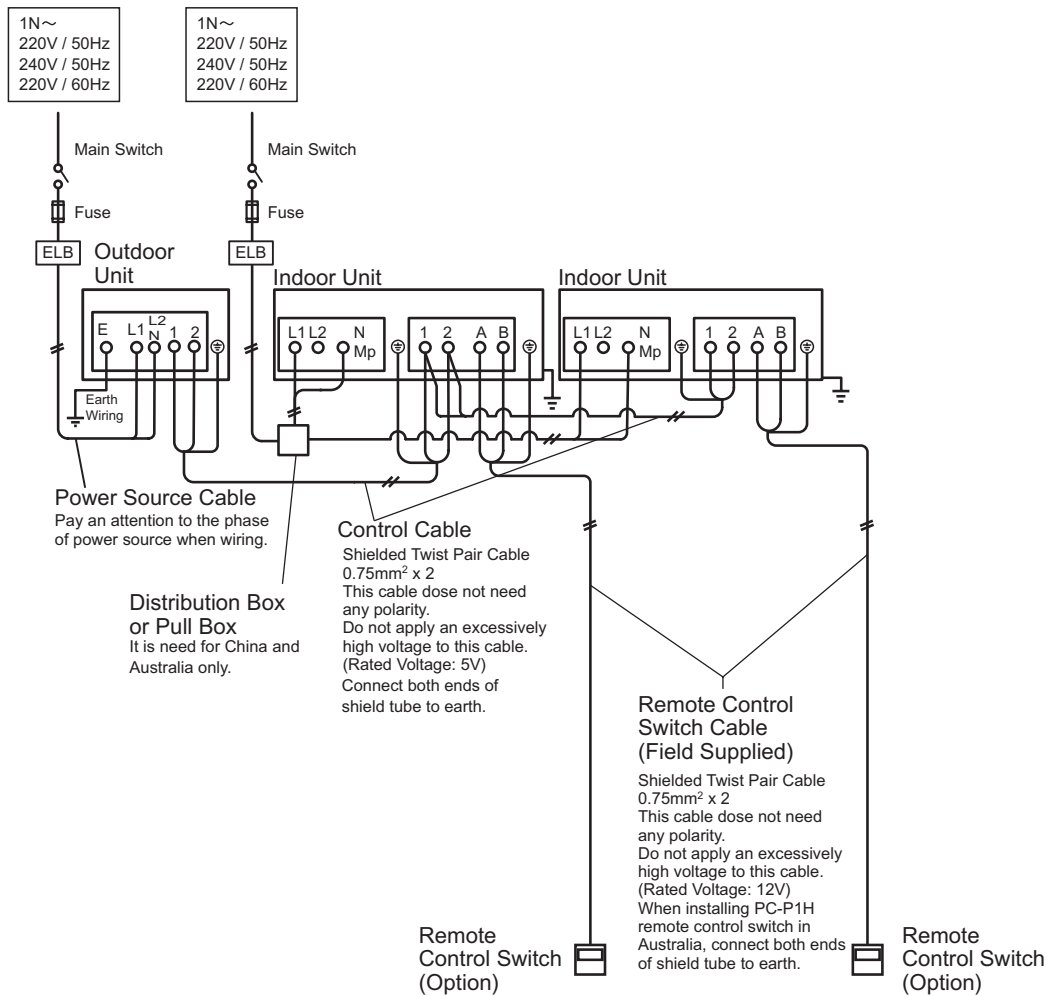 1N～
220V / 50Hz
240V / 50Hz
220V / 60Hz
1N～
220V / 50Hz
240V / 50Hz
220V / 60Hz
Main Switch
Main Switch
Fuse
Fuse
ELB
Outdoor
Unit
ELB
Indoor Unit
Indoor Unit
E L1 L2 N 1 2
L1 L2 N Mp
1 2 A B
L1 L2 N Mp
1 2 A B
Earth
Wiring
Power Source Cable
Pay an attention to the phase
of power source when wiring.
Distribution Box
or Pull Box
It is need for China and
Australia only.
Control Cable
Shielded Twist Pair Cable
0.75mm² x 2
This cable dose not need
any polarity.
Do not apply an excessively
high voltage to this cable.
(Rated Voltage: 5V)
Connect both ends of
shield tube to earth.
Remote Control
Switch Cable
(Field Supplied)
Shielded Twist Pair Cable
0.75mm² x 2
This cable dose not need
any polarity.
Do not apply an excessively
high voltage to this cable.
(Rated Voltage: 12V)
When installing PC-P1H
remote control switch in
Australia, connect both ends
of shield tube to earth.
Remote
Control Switch
(Option)
Remote
Control Switch
(Option)